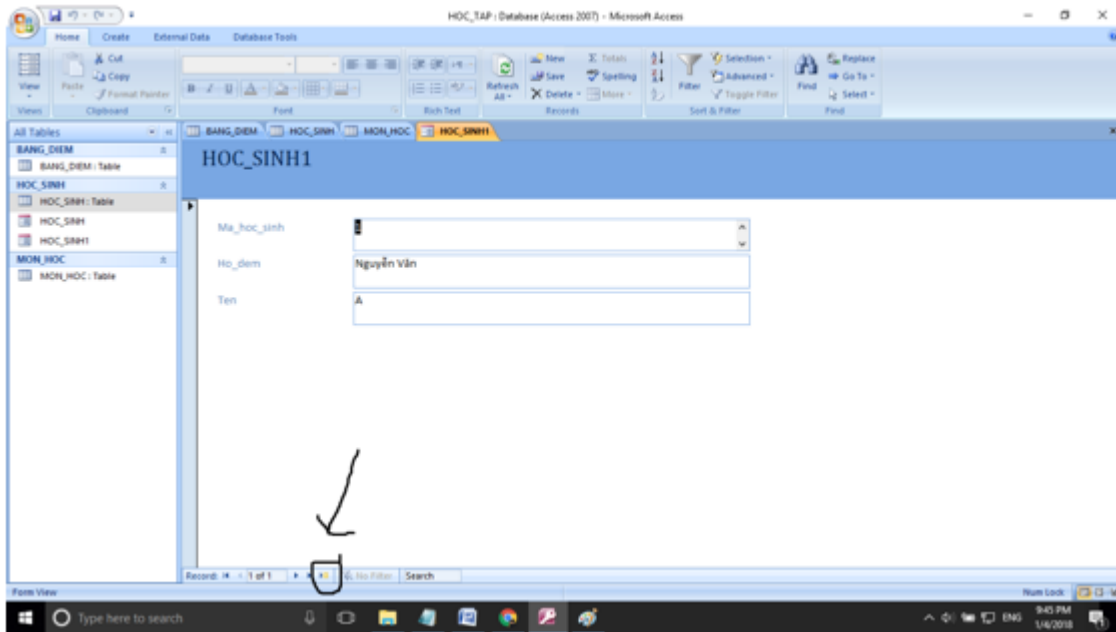 HOC_TAP : Database (Access 2007) - Microsoft Access
Home Create External Data Database Tools
View Paste Cut Copy Format Painter
Refresh All New Save Delete Totals Spelling More
Filter Selection Advanced Toggle Filter
Find Replace Go To Select
Views Clipboard Font Rich Text Records Sort & Filter Find
All Tables
BANG_DIEM
BANG_DIEM : Table
HOC_SINH
HOC_SINH : Table
HOC_SINH
HOC_SINH1
MON_HOC
MON_HOC : Table
BANG_DIEM HOC_SINH MON_HOC HOC_SINH1
HOC_SINH1
Ma_hoc_sinh
Ho_dem Nguyễn Văn
Ten A
Record: 1 of 1 No Filter Search
Form View Num Lock
Type here to search ENG 9:45 PM
1/4/2018